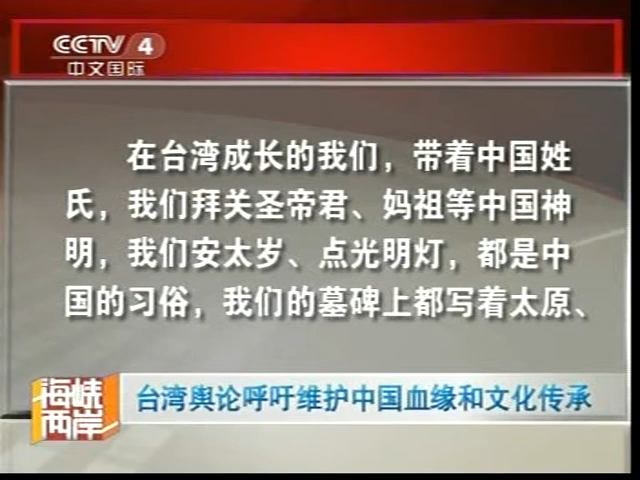 CCTV 4
中文国际
在台湾成长的我们，带着中国姓
氏，我们拜关圣帝君、妈祖等中国神
明，我们安太岁、点光明灯，都是中
国的习俗，我们的墓碑上都写着太原、
海峡
两岸
台湾舆论呼吁维护中国血缘和文化传承